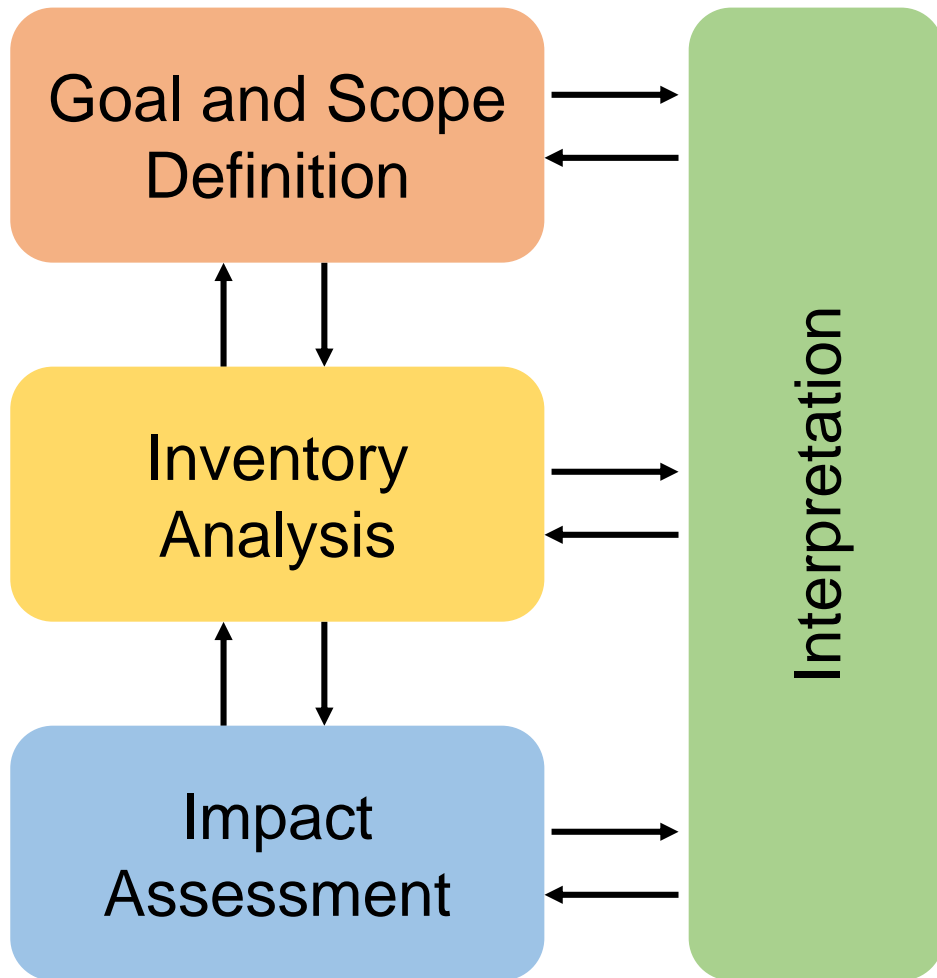 Goal and Scope
Definition
Inventory
Analysis
Impact
Assessment
Interpretation